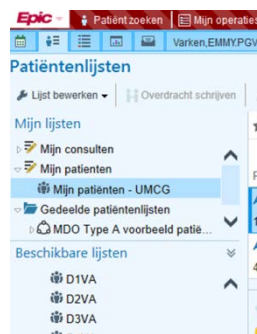 Epic
Patiënt zoeken
Mijn operaties
Varken,EMMY.PGV
Patiëntenlijsten
Lijst bewerken
Overdracht schrijven
Mijn lijsten
Mijn consulten
Mijn patienten
Mijn patiënten - UMCG
Gedeelde patiëntenlijsten
MDO Type A voorbeeld patië...
Beschikbare lijsten
D1VA
D2VA
D3VA